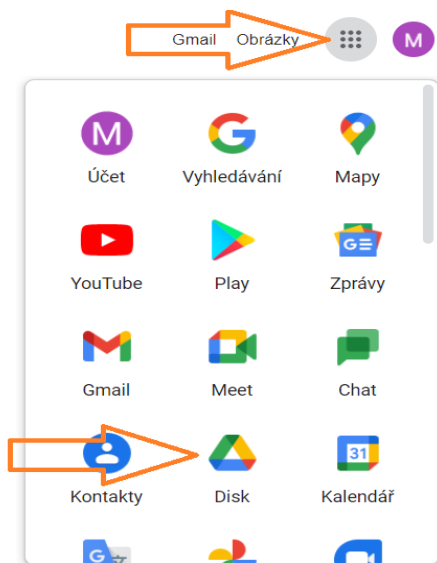 Gmail Obrázky M
M G
Účet Vyhledávání Mapy
G
YouTube Play Zprávy
Gmail Meet Chat
31
Kontakty Disk Kalendář
G